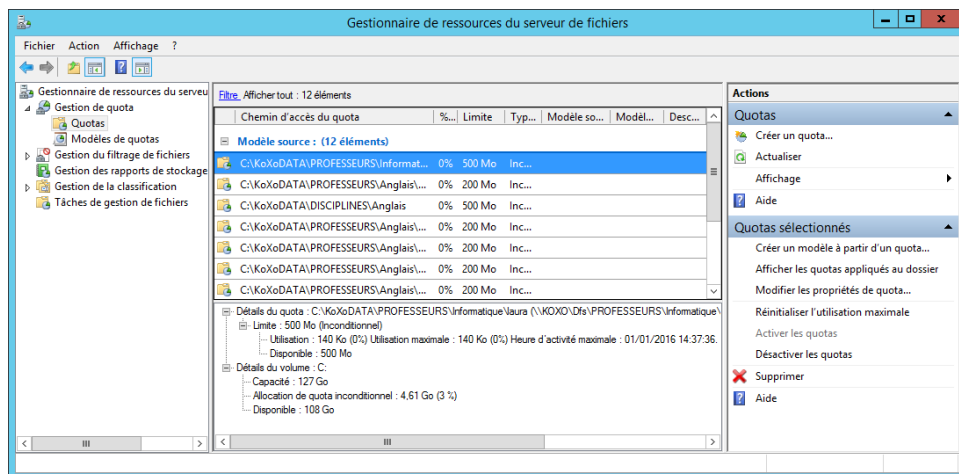 Gestionnaire de ressources du serveur de fichiers
Fichier Action Affichage ?
Gestionnaire de ressources du serveu
Gestion de quota
Quotas
Modèles de quotas
Gestion du filtrage de fichiers
Gestion des rapports de stockage
Gestion de la classification
Tâches de gestion de fichiers
Filtre Afficher tout : 12 éléments
Chemin d'accès du quota %... Limite Typ... Modèle so... Modèl... Desc...
Modèle source : (12 éléments)
C:\KoXoDATA\PROFESSEURS\Informat... 0% 500 Mo Inc...
C:\KoXoDATA\PROFESSEURS\Anglais\... 0% 200 Mo Inc...
C:\KoXoDATA\DISCIPLINES\Anglais 0% 500 Mo Inc...
C:\KoXoDATA\PROFESSEURS\Anglais\... 0% 200 Mo Inc...
C:\KoXoDATA\PROFESSEURS\Anglais\... 0% 200 Mo Inc...
C:\KoXoDATA\PROFESSEURS\Anglais\... 0% 200 Mo Inc...
C:\KoXoDATA\PROFESSEURS\Anglais\... 0% 200 Mo Inc...
Détails du quota : C:\KoXoDATA\PROFESSEURS\Informatique\laura (\\KOXO\Dfs\PROFESSEURS\Informatique\
Limite : 500 Mo (Inconditionnel)
Utilisation : 140 Ko (0%) Utilisation maximale : 140 Ko (0%) Heure d'activité maximale : 01/01/2016 14:37:36.
Disponible : 500 Mo
Détails du volume : C:
Capacité : 127 Go
Allocation de quota inconditionnel : 4,61 Go (3 %)
Disponible : 108 Go
Actions
Quotas
Créer un quota...
Actualiser
Affichage
Aide
Quotas sélectionnés
Créer un modèle à partir d'un quota...
Afficher les quotas appliqués au dossier
Modifier les propriétés de quota...
Réinitialiser l'utilisation maximale
Activer les quotas
Désactiver les quotas
Supprimer
Aide